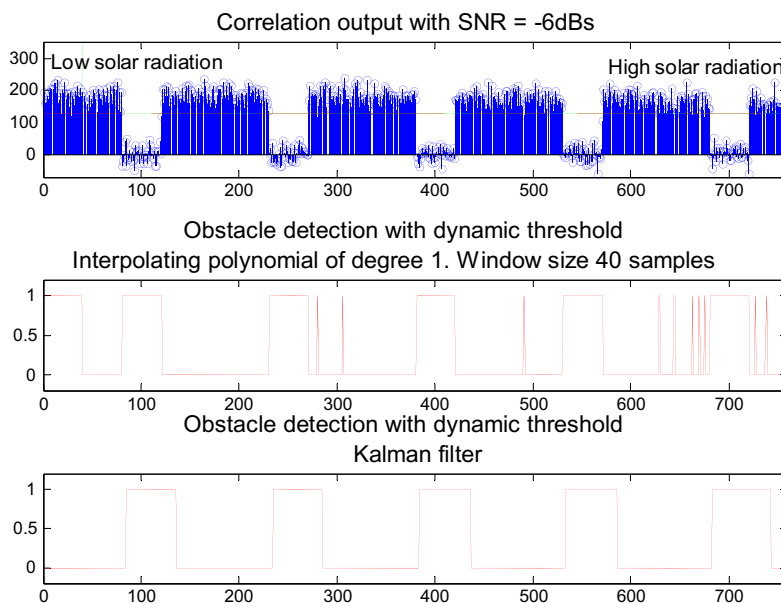 Correlation output with SNR = -6dBs
300
Low solar radiation
High solar radiation
200
100
0
0 100 200 300 400 500 600 700
Obstacle detection with dynamic threshold
Interpolating polynomial of degree 1. Window size 40 samples
1
0.5
0
0 100 200 300 400 500 600 700
Obstacle detection with dynamic threshold
Kalman filter
1
0.5
0
0 100 200 300 400 500 600 700